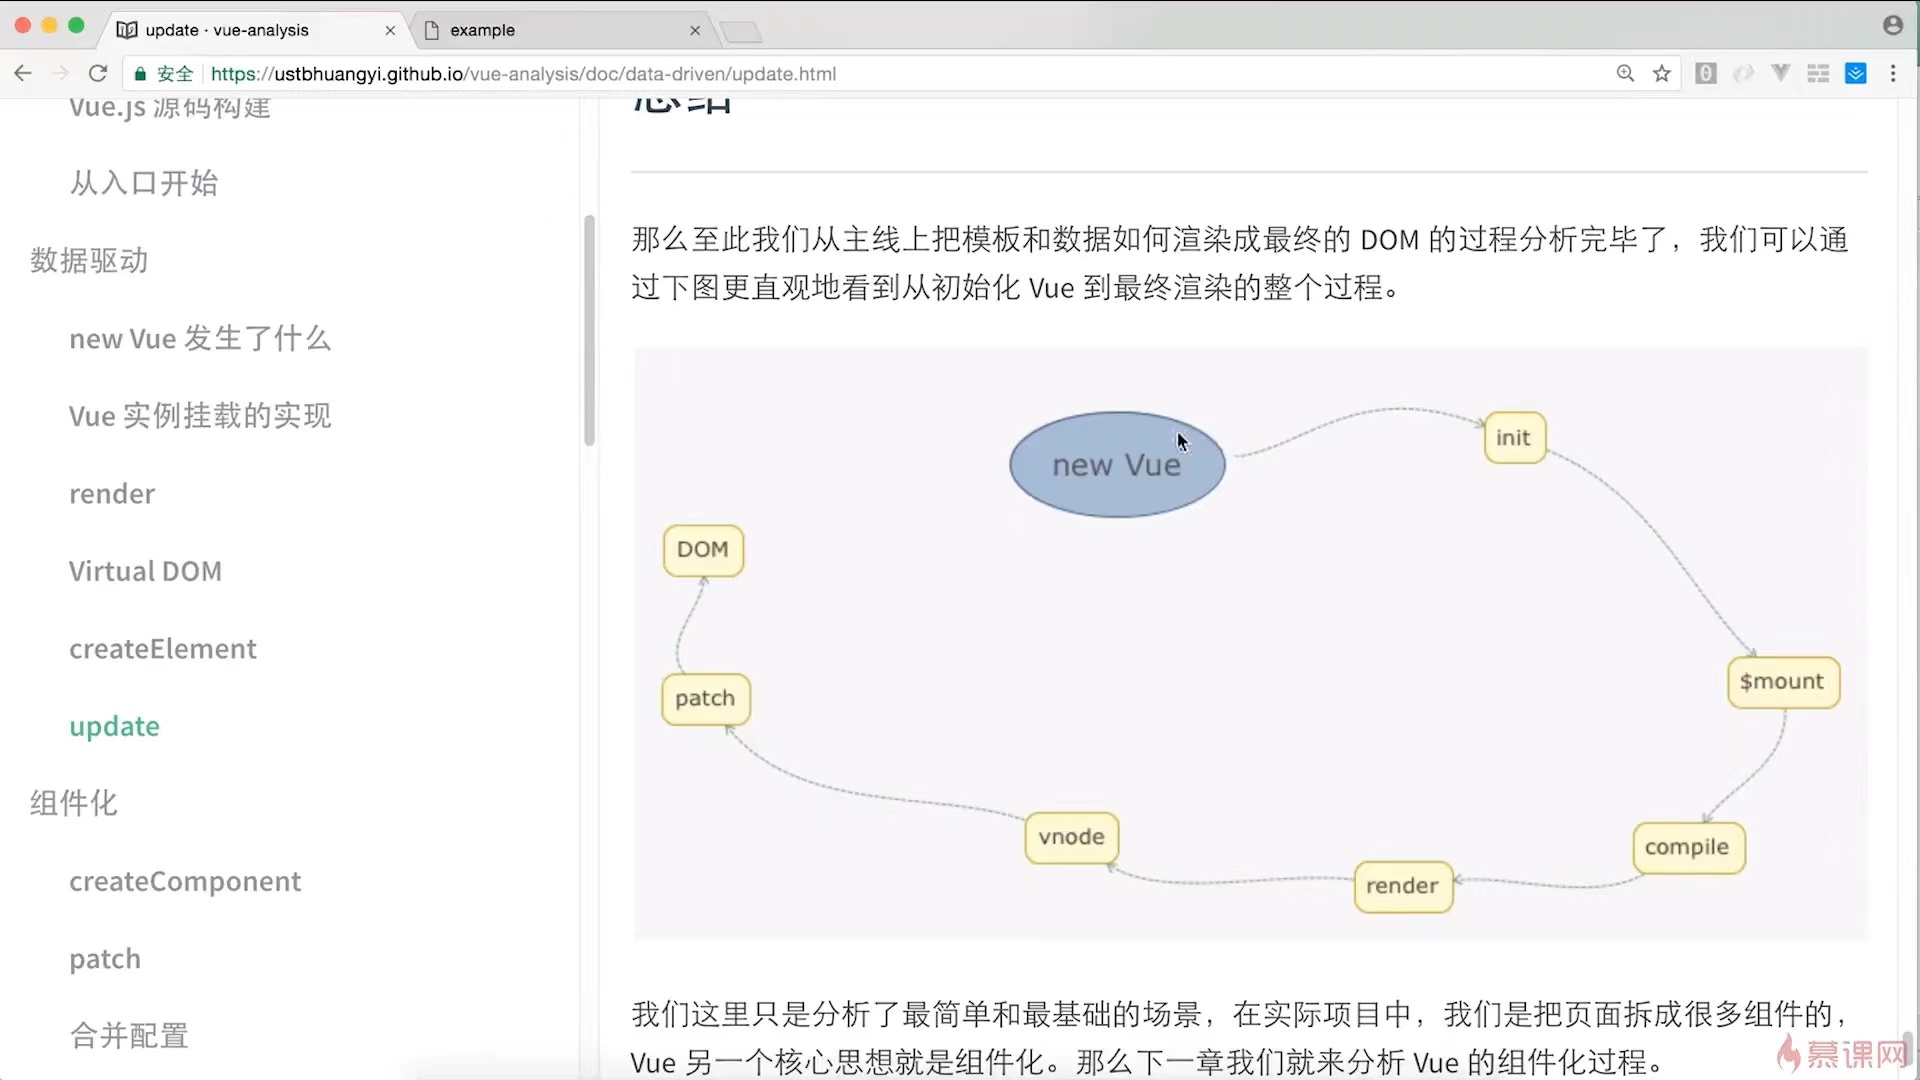 update · vue-analysis
example
安全
https://ustbhuangyi.github.io/vue-analysis/doc/data-driven/update.html
Vue.js 源码构建
从入口开始
数据驱动
new Vue 发生了什么
Vue 实例挂载的实现
render
Virtual DOM
createElement
update
组件化
createComponent
patch
合并配置
总结
那么至此我们从主线上把模板和数据如何渲染成最终的 DOM 的过程分析完毕了，我们可以通
过下图更直观地看到从初始化 Vue 到最终渲染的整个过程。
new Vue
init
DOM
$mount
patch
vnode
compile
render
我们这里只是分析了最简单和最基础的场景，在实际项目中，我们是把页面拆成很多组件的，
Vue 另一个核心思想就是组件化。那么下一章我们就来分析 Vue 的组件化过程。
慕课网